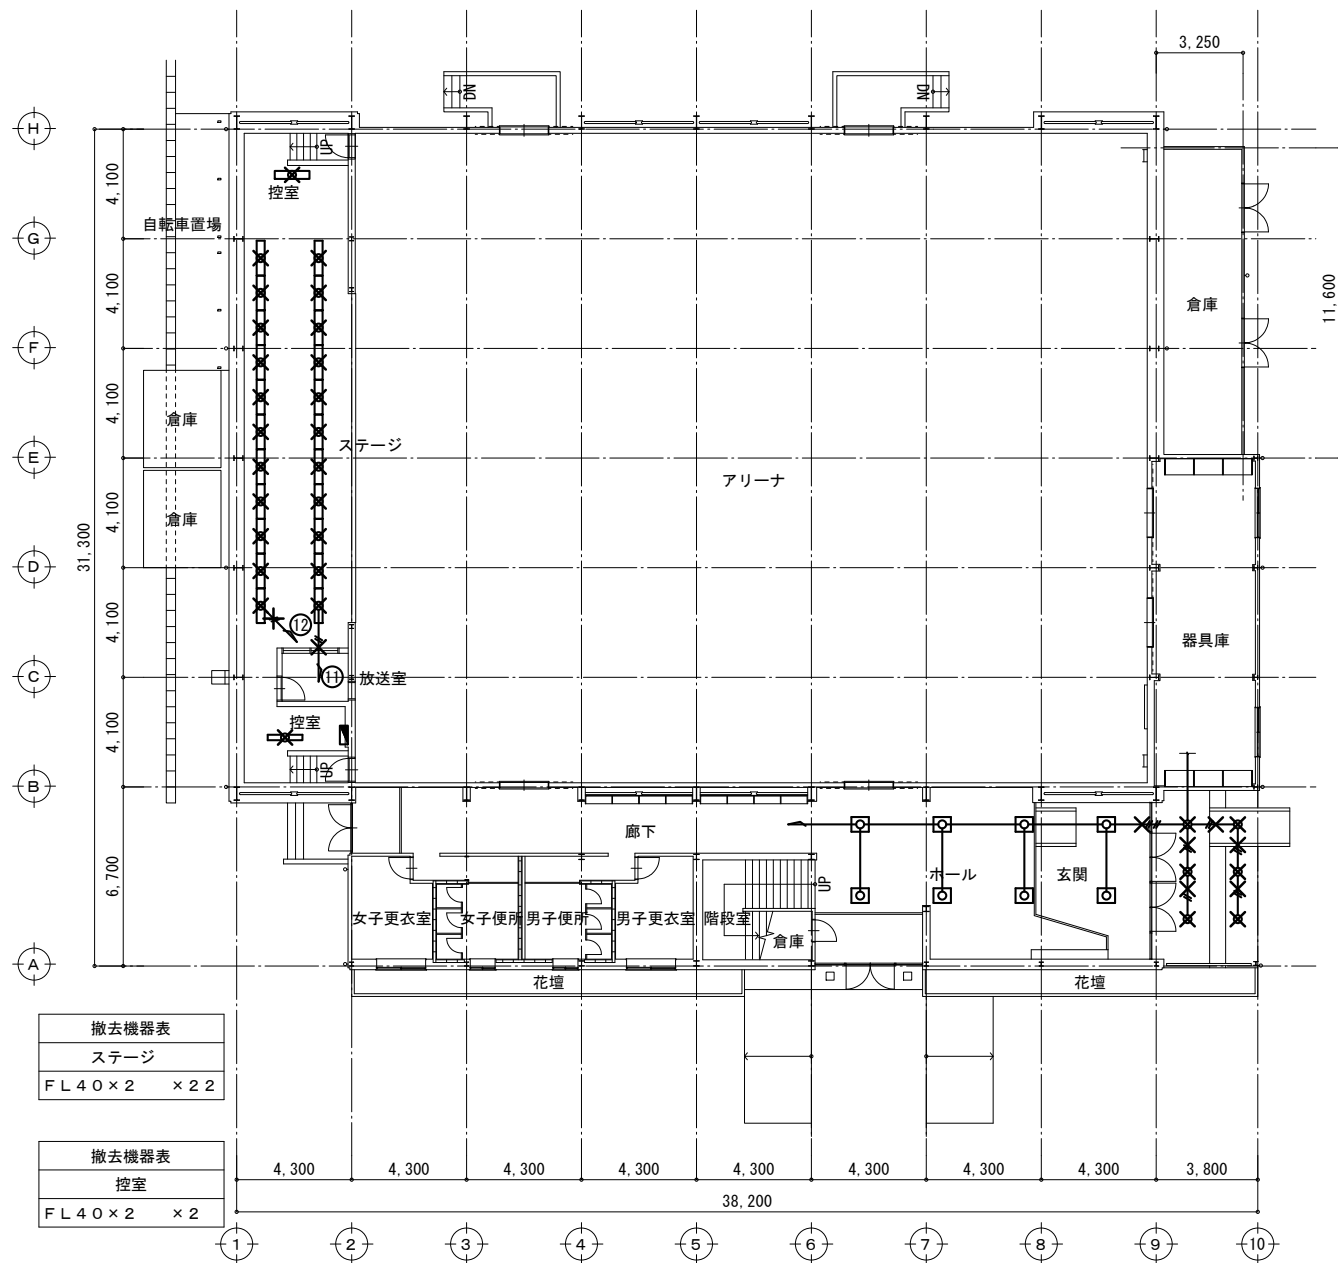 3,250
DN
DN
H
UP
控室
4,100
自転車置場
G
4,100
倉庫
11,600
F
4,100
倉庫
ステージ
E
アリーナ
4,100
倉庫
31,300
D
4,100
12
器具庫
C
11
放送室
控室
4,100
UP
B
廊下
6,700
UP
ホール
玄関
女子更衣室
女子便所
男子便所
男子更衣室
階段室
倉庫
A
花壇
花壇
撤去機器表
ステージ
FL40×2 ×22
撤去機器表
控室
FL40×2 ×2
4,300
4,300
4,300
4,300
4,300
4,300
4,300
4,300
3,800
38,200
1
2
3
4
5
6
7
8
9
10